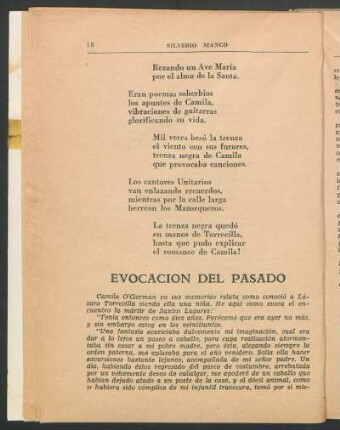 18
SILVERIO MANCO
Rezando un Ave María
por el alma de la Santa.
Eran poemas soberbios
los apuntes de Camila,
vibraciones de guitarras
glorificando su vida.
Mil veces besó la trenza
el viento con sus furores,
trenza negra de Camila
que provocaba canciones.
Los cantores Unitarios
van enlazando recuerdos,
mientras por la calle larga
herrean los Mazorqueros.
La trenza negra quedó
en manos de Torrecilla,
hasta que pudo explicar
el romance de Camila!
EVOCACION DEL PASADO
Camila O'Gorman en sus memorias relata como conoció a Lá-
zaro Torrecilla siendo ella una niña. He aquí como evoca el en-
cuentro la mártir de Santos Lugares:
"Tenía entonces como diez años. Paréceme que era ayer no más,
y sin embargo estoy en los veintitantos.
"Una fantasía acariciaba dulcemente mi imaginación, cual era
dar a lo lejos un paseo a caballo, para cuya realización atormen-
taba sin cesar a mi pobre madre, pero ésta, alegando siempre la
orden paterna, me aplazaba para el año venidero. Solía ella hacer
excursiones bastante lejanas, acompañada de mi señor padre. Un
día, habiendo éstos regresado del paseo de costumbre, arrebatada
por un vehemente deseo de cabalgar, me apoderé de un caballo que
habían dejado atado a un poste de la casa, y el dócil animal, como
si hubiera sido cómplice de mi infantil travesura, tomó por sí mis-